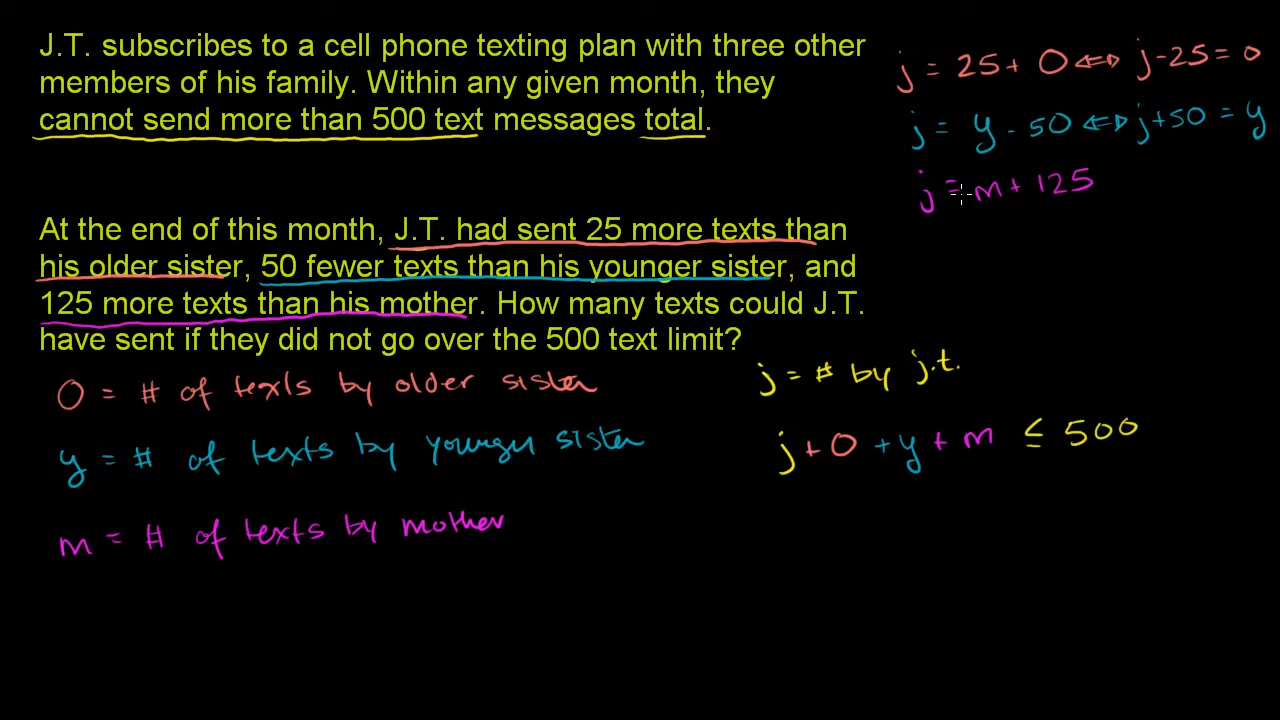 J.T. subscribes to a cell phone texting plan with three other
members of his family. Within any given month, they
cannot send more than 500 text messages total.
j = 25 + 0 ⇔ j - 25 = 0
j = y - 50 ⇔ j + 50 = y
j = m + 125
At the end of this month, J.T. had sent 25 more texts than
his older sister, 50 fewer texts than his younger sister, and
125 more texts than his mother. How many texts could J.T.
have sent if they did not go over the 500 text limit?
0 = # of texts by older sister
y = # of texts by younger sister
m = # of texts by mother
j = # by j.t.
j + 0 + y + m ≤ 500